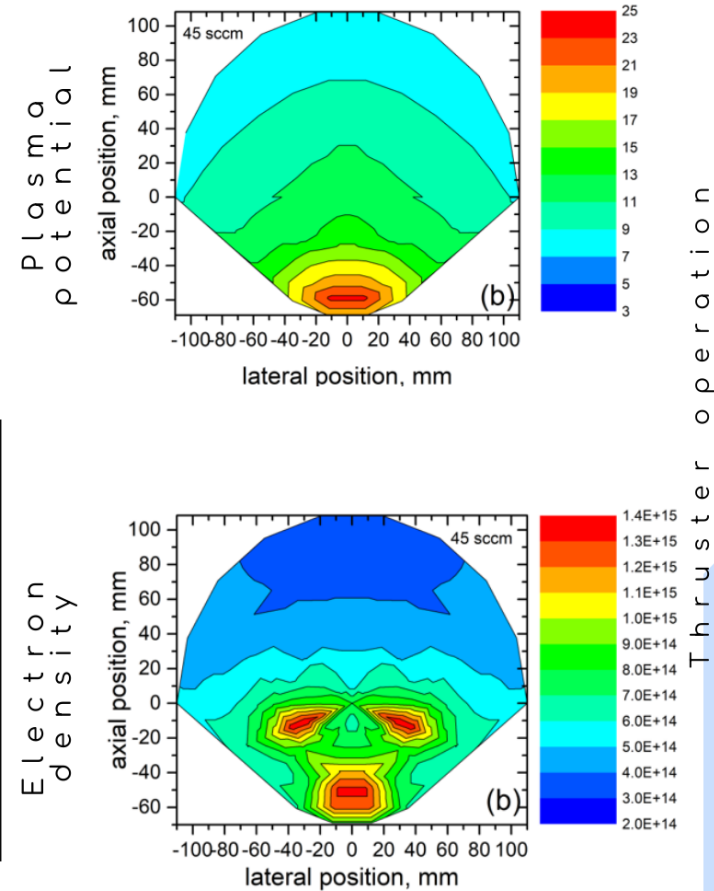 Plasma
potential
45 sccm
100
80
60
40
20
0
-20
-40
-60
axial position, mm
(b)
-100-80 -60 -40 -20 0 20 40 60 80 100
lateral position, mm
25
23
21
19
17
15
13
11
9
7
5
3
Thruster operation
Electron
density
45 sccm
100
80
60
40
20
0
-20
-40
-60
axial position, mm
(b)
-100-80 -60 -40 -20 0 20 40 60 80 100
lateral position, mm
1.4E+15
1.3E+15
1.2E+15
1.1E+15
1.0E+15
9.0E+14
8.0E+14
7.0E+14
6.0E+14
5.0E+14
4.0E+14
3.0E+14
2.0E+14